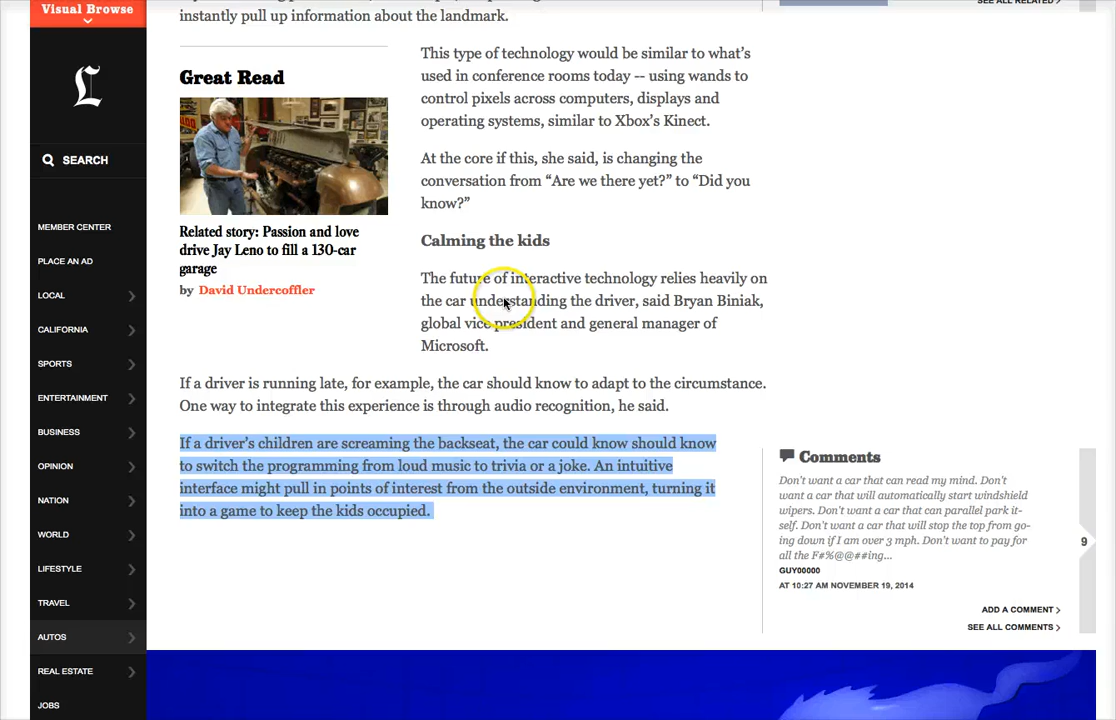 Visual Browse
L
SEARCH
MEMBER CENTER
PLACE AN AD
LOCAL
CALIFORNIA
SPORTS
ENTERTAINMENT
BUSINESS
OPINION
NATION
WORLD
LIFESTYLE
TRAVEL
AUTOS
REAL ESTATE
JOBS
instantly pull up information about the landmark.
Great Read
Related story: Passion and love
drive Jay Leno to fill a 130-car
garage
by David Undercoffler
This type of technology would be similar to what's
used in conference rooms today -- using wands to
control pixels across computers, displays and
operating systems, similar to Xbox's Kinect.
At the core if this, she said, is changing the
conversation from “Are we there yet?” to “Did you
know?”
Calming the kids
The future of interactive technology relies heavily on
the car understanding the driver, said Bryan Biniak,
global vice president and general manager of
Microsoft.
If a driver is running late, for example, the car should know to adapt to the circumstance.
One way to integrate this experience is through audio recognition, he said.
If a driver's children are screaming the backseat, the car could know should know
to switch the programming from loud music to trivia or a joke. An intuitive
interface might pull in points of interest from the outside environment, turning it
into a game to keep the kids occupied.
SEE ALL RELATED
Comments
Don't want a car that can read my mind. Don't
want a car that will automatically start windshield
wipers. Don't want a car that can parallel park it-
self. Don't want a car that will stop the top from go-
ing down if I am over 3 mph. Don't want to pay for
all the F#%@@##ing...
GUY00000
AT 10:27 AM NOVEMBER 19, 2014
9
ADD A COMMENT
SEE ALL COMMENTS